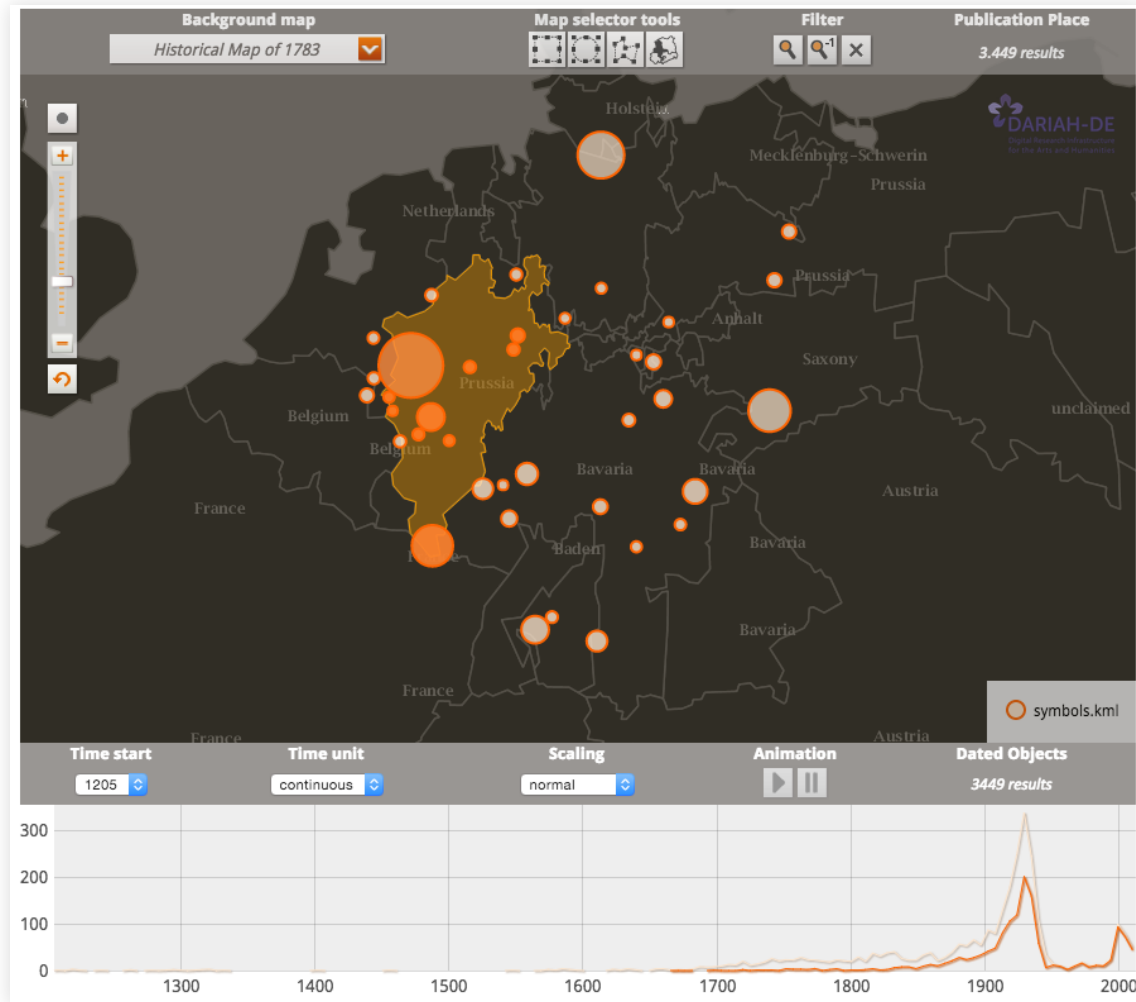 Background map
Map selector tools
Filter
Publication Place
Historical Map of 1783
-1
3.449 results
Holstein
DARIAH-DE
Digital Research Infrastructure
for the Arts and Humanities
Mecklenburg-Schwerin
Prussia
Netherlands
Prussia
Anhalt
Saxony
Prussia
Belgium
unclaimed
Belgium
Bavaria
Bavaria
Austria
France
Baden
Bavaria
Bavaria
France
symbols.kml
France
Austria
Time start
Time unit
Scaling
Animation
Dated Objects
1205
continuous
normal
3449 results
300
200
100
0
1300
1400
1500
1600
1700
1800
1900
2000